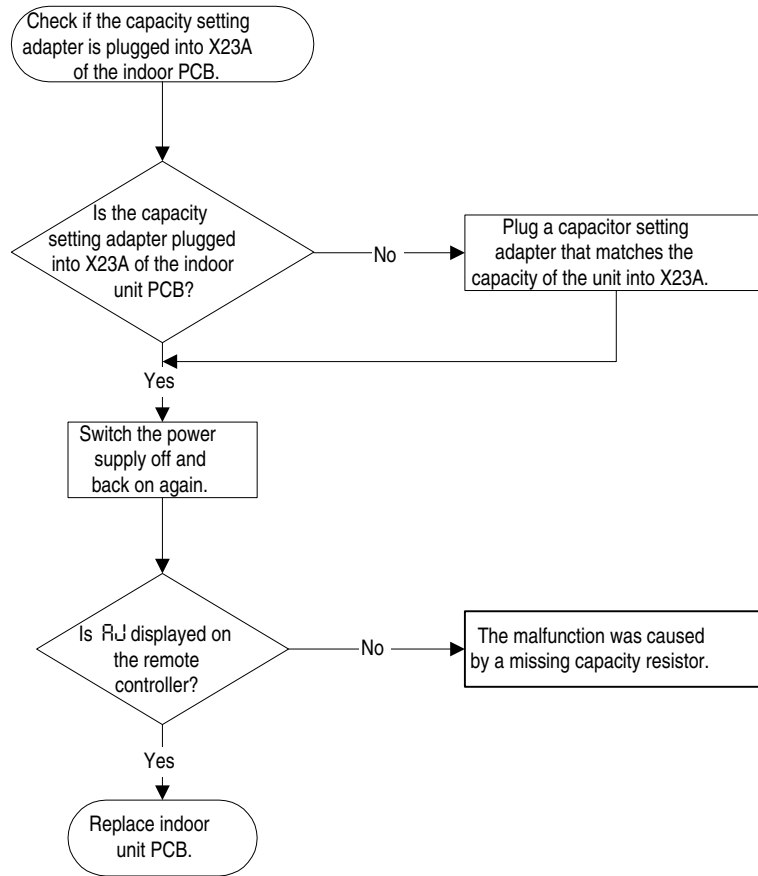 Check if the capacity setting
adapter is plugged into X23A
of the indoor PCB.
Is the capacity
setting adapter plugged
into X23A of the indoor
unit PCB?
No
Plug a capacitor setting
adapter that matches the
capacity of the unit into X23A.
Yes
Switch the power
supply off and
back on again.
Is AJ displayed on
the remote
controller?
No
The malfunction was caused
by a missing capacity resistor.
Yes
Replace indoor
unit PCB.